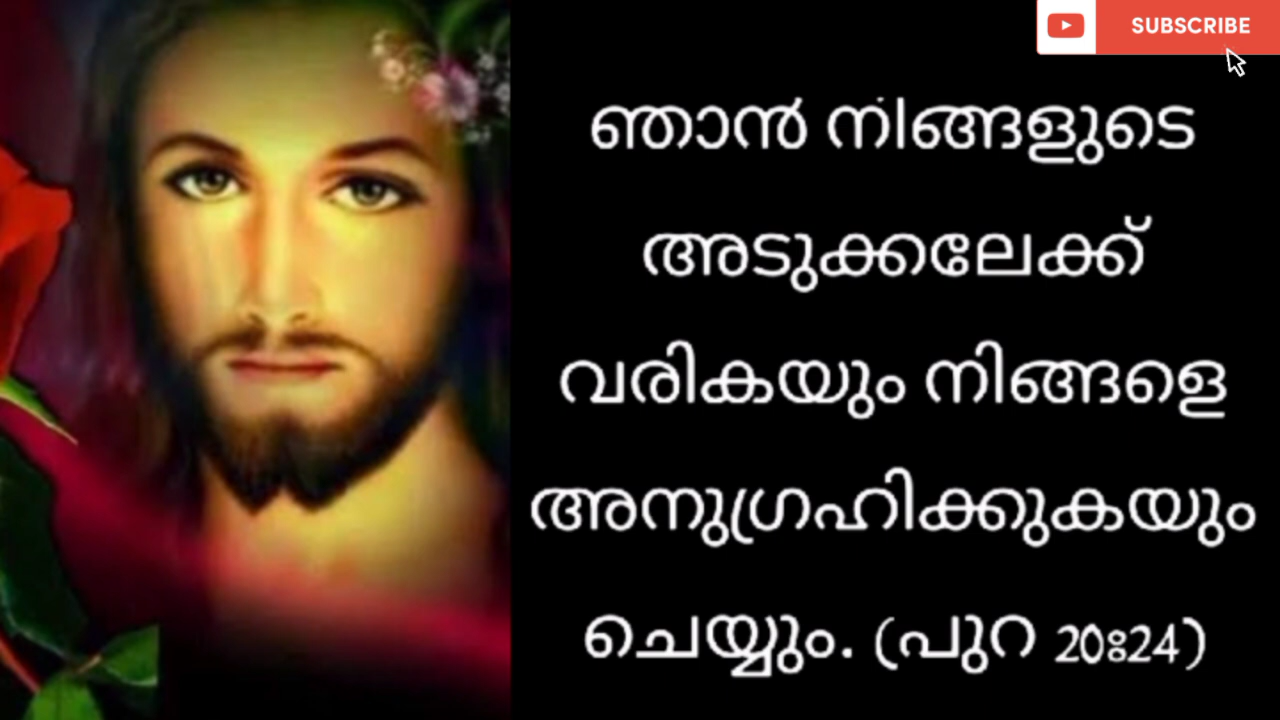 SUBSCRIBE
ഞാൻ നിങ്ങളുടെ
അടുക്കലേക്ക്
വരികയും നിങ്ങളെ
അനുഗ്രഹിക്കുകയും
ചെയ്യും. (പുറ 20:24)